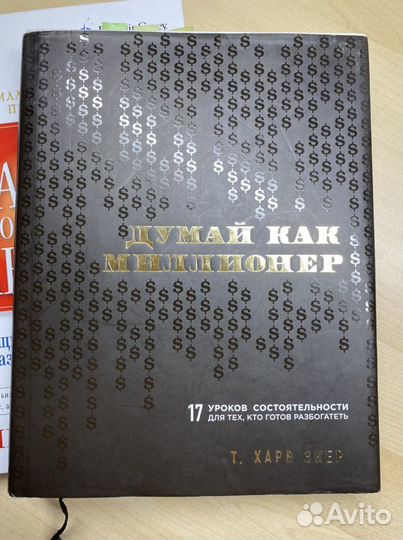 ДУМАЙ КАК
МИЛЛИОНЕР
17 УРОКОВ СОСТОЯТЕЛЬНОСТИ
ДЛЯ ТЕХ, КТО ГОТОВ РАЗБОГАТЕТЬ
Т. ХАРВ ЭКЕР
Avito